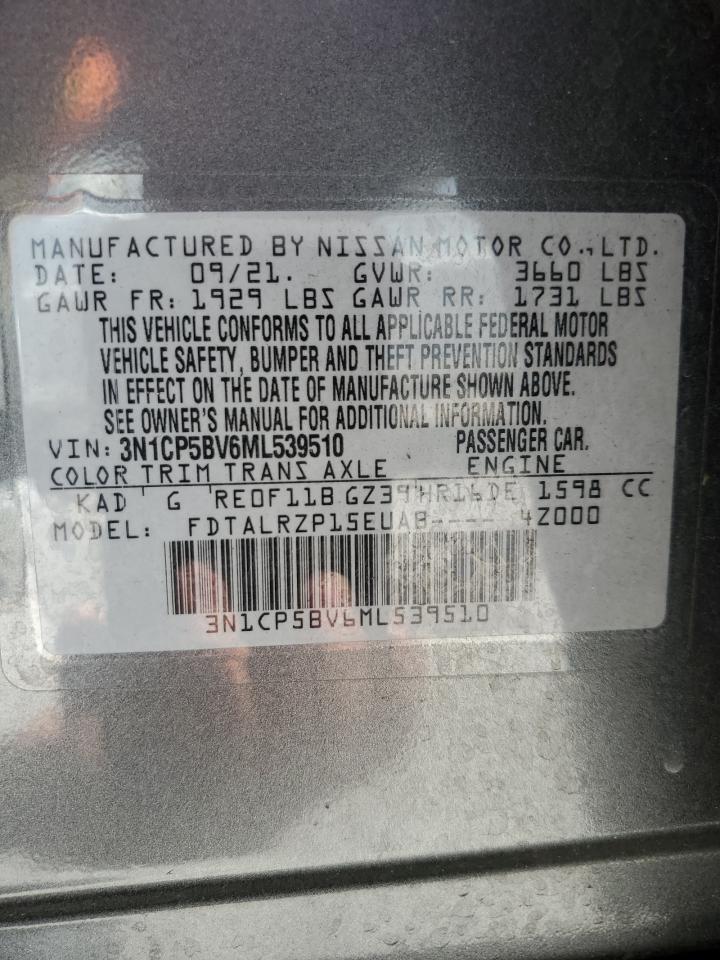 MANUFACTURED BY NISSAN MOTOR CO., LTD.
DATE: 09/21. GVWR: 3660 LBS
GAWR FR: 1929 LBS GAWR RR: 1731 LBS
THIS VEHICLE CONFORMS TO ALL APPLICABLE FEDERAL MOTOR
VEHICLE SAFETY, BUMPER AND THEFT PREVENTION STANDARDS
IN EFFECT ON THE DATE OF MANUFACTURE SHOWN ABOVE.
SEE OWNER'S MANUAL FOR ADDITIONAL INFORMATION.
VIN: 3N1CP5BV6ML539510 PASSENGER CAR.
COLOR TRIM TRANS AXLE ENGINE
KAD G RE0F11B GZ39 HR16DE 1598 CC
MODEL: FDTALRZP15EUAB---- 4Z000
3N1CP5BV6ML539510